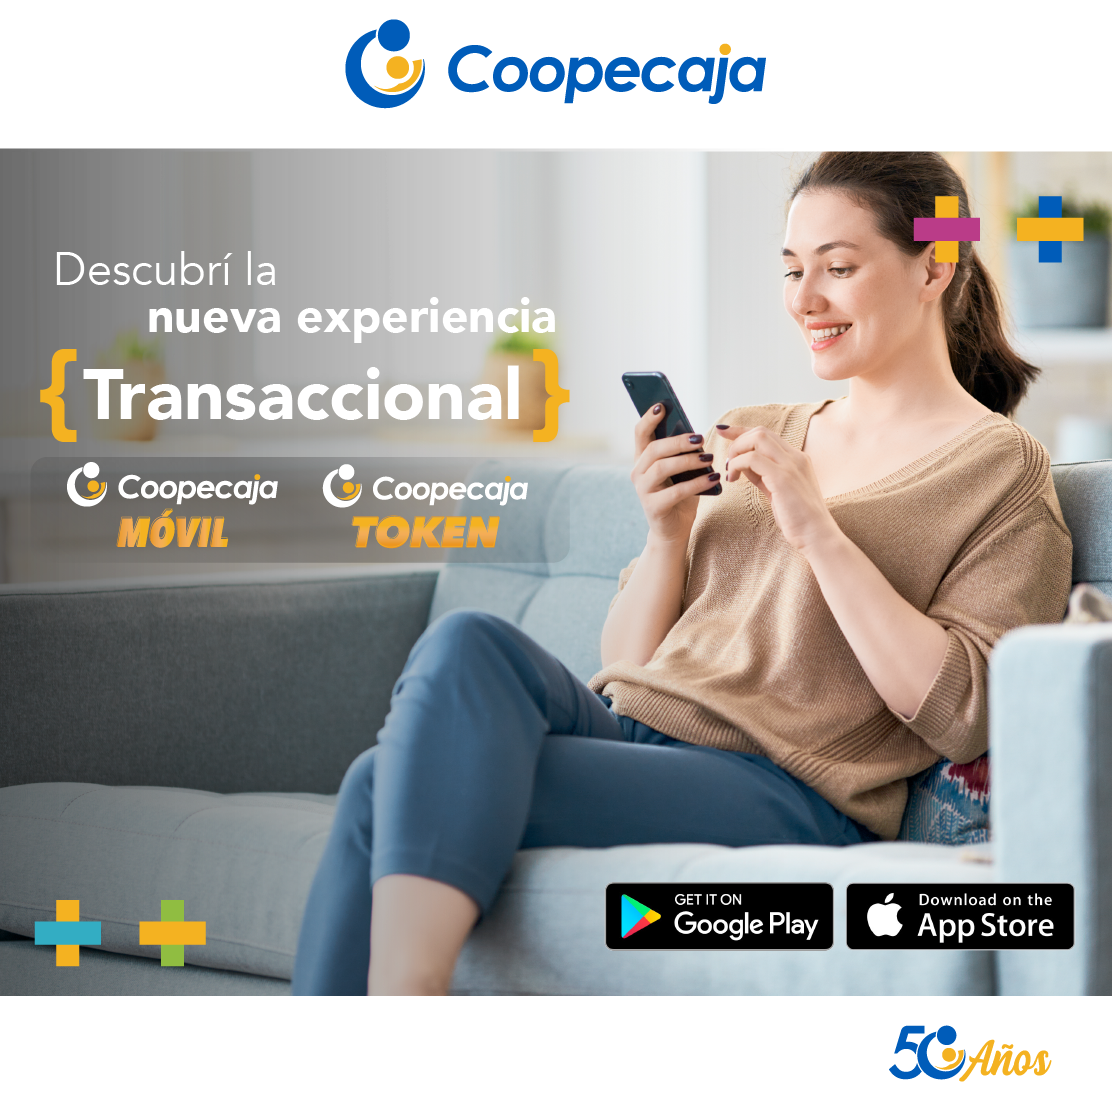 Coopecaja
Descubrí la
nueva experiencia
{Transaccional}
Coopecaja
MÓVIL
Coopecaja
TOKEN
GET IT ON
Google Play
Download on the
App Store
50 Años